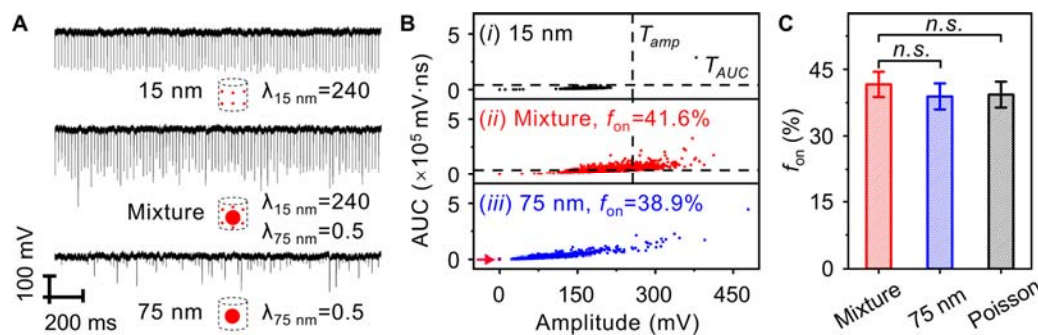 A
15 nm
λ15 nm=240
Mixture
λ15 nm=240
λ75 nm=0.5
100 mV
200 ms
75 nm
λ75 nm=0.5
B
AUC (× 10⁵ mV·ns)
5
0
5
0
5
0
(i) 15 nm
Tamp
TAUC
(ii) Mixture, fon=41.6%
(iii) 75 nm, fon=38.9%
0
150
300
450
Amplitude (mV)
C
fon (%)
45
30
15
0
n.s.
n.s.
Mixture
75 nm
Poisson